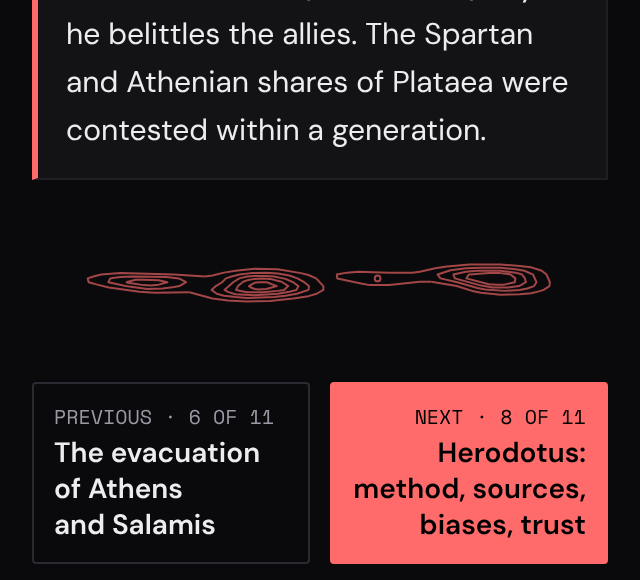 he belittles the allies. The Spartan
and Athenian shares of Plataea were
contested within a generation.
PREVIOUS · 6 OF 11
The evacuation
of Athens
and Salamis
NEXT · 8 OF 11
Herodotus:
method, sources,
biases, trust